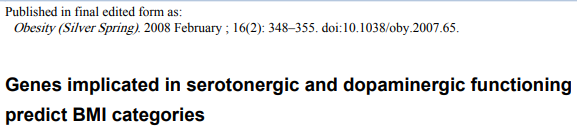 Published in final edited form as:
Obesity (Silver Spring). 2008 February ; 16(2): 348–355. doi:10.1038/oby.2007.65.
Genes implicated in serotonergic and dopaminergic functioning
predict BMI categories